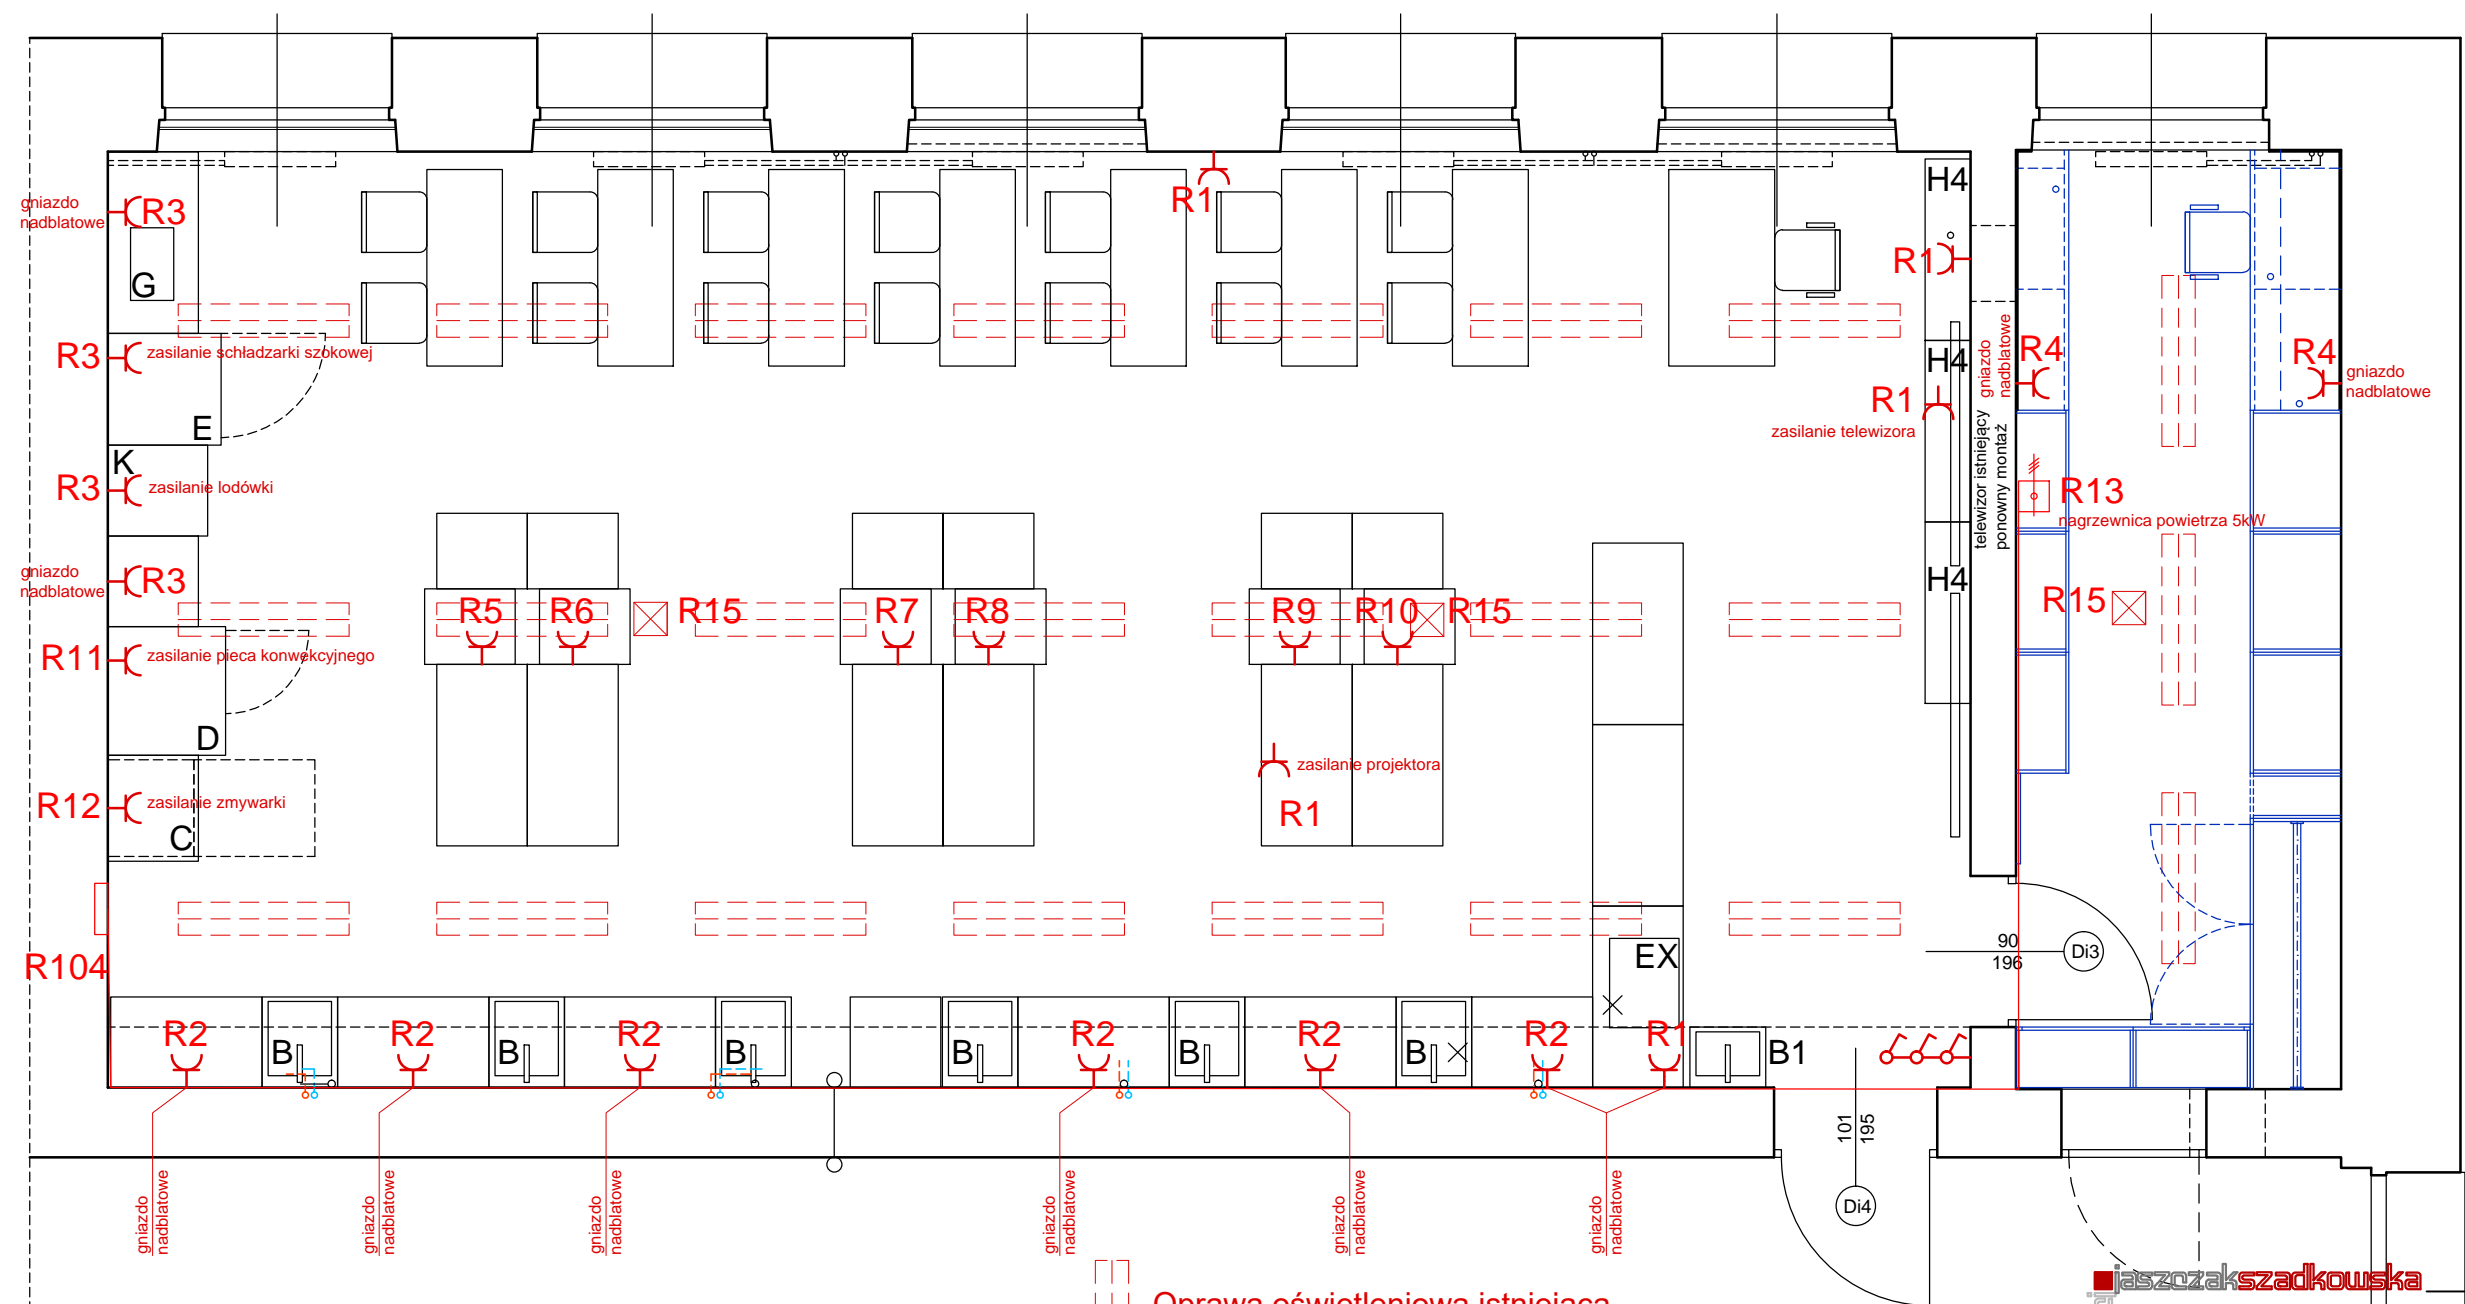 H4
R1
gniazdo
nadblatowe
R3
G
R1
R3
zasilanie schładzarki szokowej
E
H4
R1
zasilanie telewizora
telewizor istniejący
ponowny montaż
gniazdo
nadblatowe
R4
R4
gniazdo
nadblatowe
K
R3
zasilanie lodówki
R13
nagrzewnica powietrza 5kW
gniazdo
nadblatowe
R3
R5
R6
R15
R7
R8
R9
R10
R15
H4
R15
R11
zasilanie pieca konwekcyjnego
D
zasilanie projektora
R1
R12
zasilanie zmywarki
C
R104
EX
90
196
Di3
R2
B
R2
B
R2
B
B
R2
B
R2
B
R2
R1
B1
101
195
Di4
gniazdo
nadblatowe
gniazdo
nadblatowe
gniazdo
nadblatowe
gniazdo
nadblatowe
gniazdo
nadblatowe
gniazdo
nadblatowe
jaszczakszadkowska
Oprawa oświetleniowa istniejąca